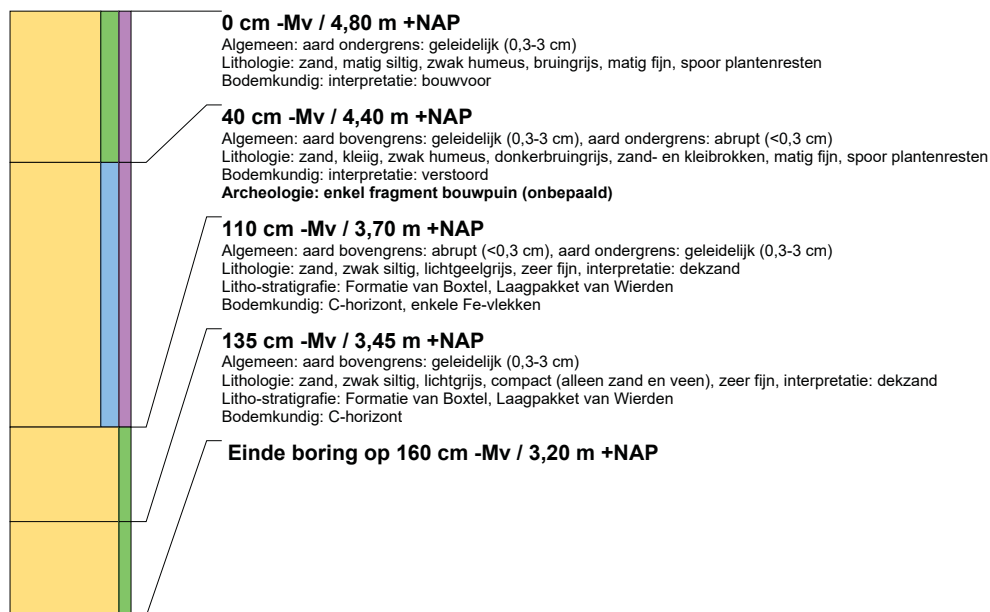 0 cm -Mv / 4,80 m +NAP
Algemeen: aard ondergrens: geleidelijk (0,3-3 cm)
Lithologie: zand, matig siltig, zwak humeus, bruingrijs, matig fijn, spoor plantenresten
Bodemkundig: interpretatie: bouwvoor
40 cm -Mv / 4,40 m +NAP
Algemeen: aard bovengrens: geleidelijk (0,3-3 cm), aard ondergrens: abrupt (<0,3 cm)
Lithologie: zand, kleiig, zwak humeus, donkerbruingrijs, zand- en kleibrokken, matig fijn, spoor plantenresten
Bodemkundig: interpretatie: verstoord
Archeologie: enkel fragment bouwpuin (onbepaald)
110 cm -Mv / 3,70 m +NAP
Algemeen: aard bovengrens: abrupt (<0,3 cm), aard ondergrens: geleidelijk (0,3-3 cm)
Lithologie: zand, zwak siltig, lichtgeelgrijs, zeer fijn, interpretatie: dekzand
Litho-stratigrafie: Formatie van Boxtel, Laagpakket van Wierden
Bodemkundig: C-horizont, enkele Fe-vlekken
135 cm -Mv / 3,45 m +NAP
Algemeen: aard bovengrens: geleidelijk (0,3-3 cm)
Lithologie: zand, zwak siltig, lichtgrijs, compact (alleen zand en veen), zeer fijn, interpretatie: dekzand
Litho-stratigrafie: Formatie van Boxtel, Laagpakket van Wierden
Bodemkundig: C-horizont
Einde boring op 160 cm -Mv / 3,20 m +NAP